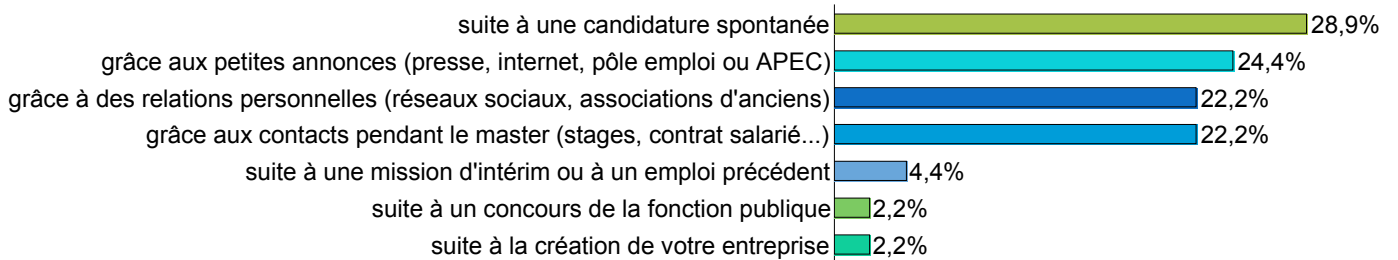 suite à une candidature spontanée 28,9%
grâce aux petites annonces (presse, internet, pôle emploi ou APEC) 24,4%
grâce à des relations personnelles (réseaux sociaux, associations d'anciens) 22,2%
grâce aux contacts pendant le master (stages, contrat salarié...) 22,2%
suite à une mission d'intérim ou à un emploi précédent 4,4%
suite à un concours de la fonction publique 2,2%
suite à la création de votre entreprise 2,2%